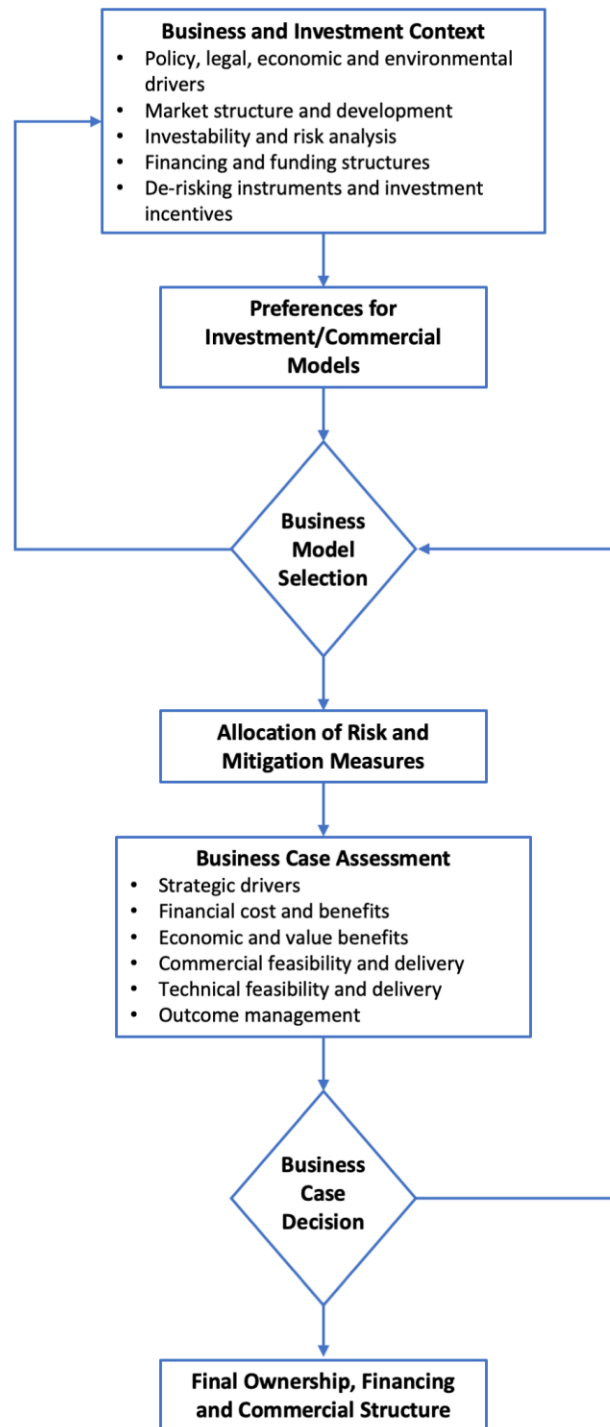 Business and Investment Context
• Policy, legal, economic and environmental
drivers
• Market structure and development
• Investability and risk analysis
• Financing and funding structures
• De-risking instruments and investment
incentives
Preferences for
Investment/Commercial
Models
Business
Model
Selection
Allocation of Risk and
Mitigation Measures
Business Case Assessment
• Strategic drivers
• Financial cost and benefits
• Economic and value benefits
• Commercial feasibility and delivery
• Technical feasibility and delivery
• Outcome management
Business
Case
Decision
Final Ownership, Financing
and Commercial Structure